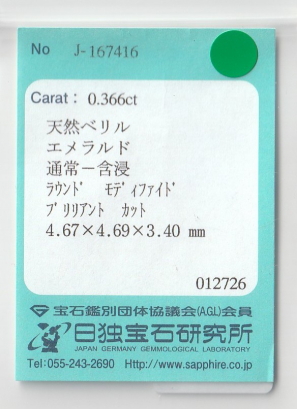 No J-167416
Carat : 0.366ct
天然ベリル
エメラルド
通常－含浸
ﾗｳﾝﾄﾞ ﾓﾃﾞｨﾌｧｲﾄﾞ
ﾌﾞﾘﾘｱﾝﾄ ｶｯﾄ
4.67×4.69×3.40 mm
012726
宝石鑑別団体協議会(AGL)会員
日独宝石研究所
JAPAN GERMANY GEMMOLOGICAL LABORATORY
Tel:055-243-2690 Http://www.sapphire.co.jp